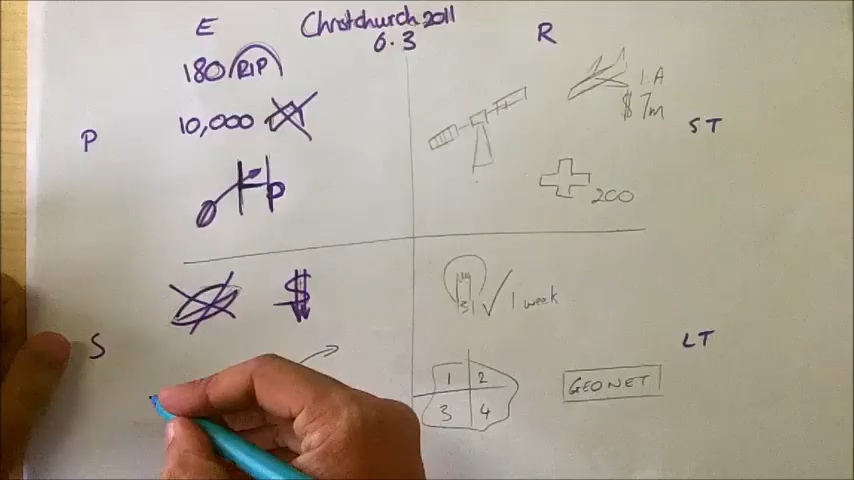 E
Christchurch 2011
6.3
R
180 RIP
1.A
$7m
10,000
P
ST
P
200
$
1 week
S
LT
1 2
3 4
GEONET